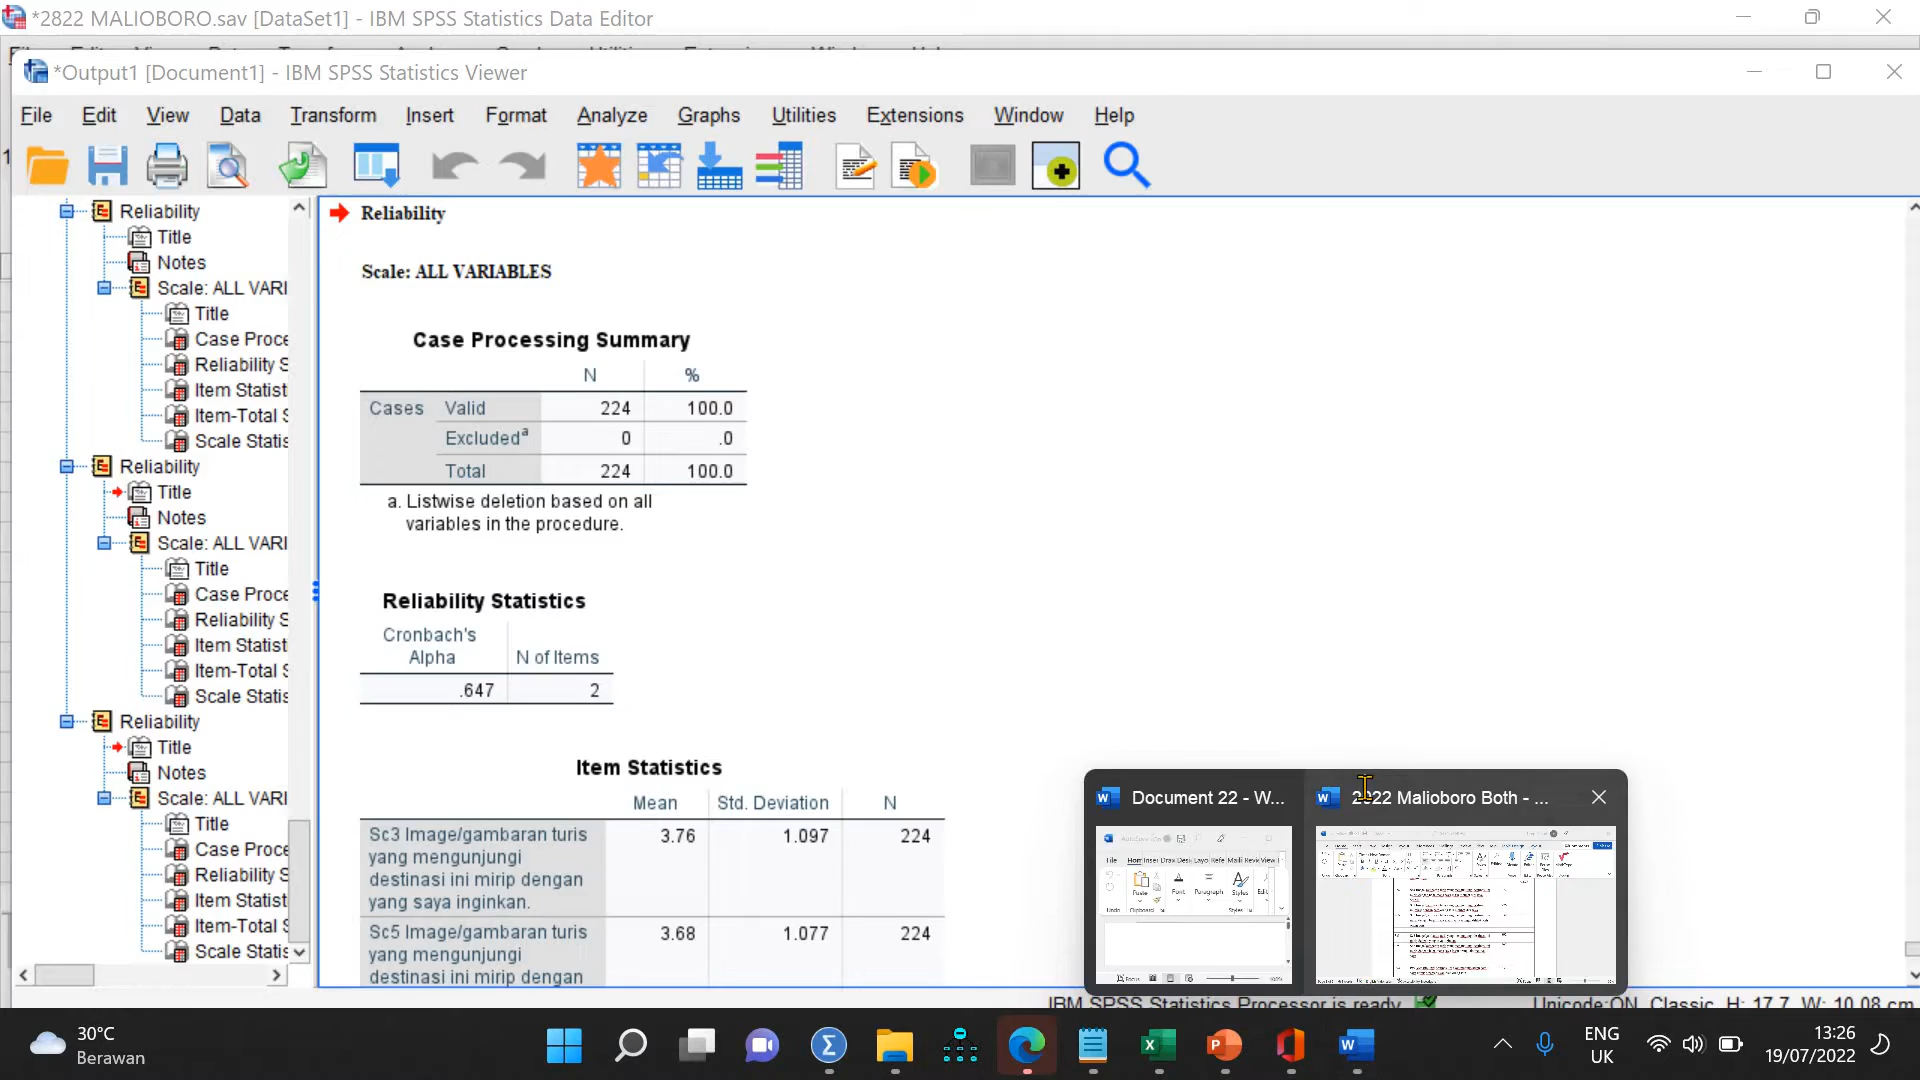 *2822 MALIOBORO.sav [DataSet1] - IBM SPSS Statistics Data Editor
*Output1 [Document1] - IBM SPSS Statistics Viewer
File Edit View Data Transform Insert Format Analyze Graphs Utilities Extensions Window Help
Reliability
Title
Notes
Scale: ALL VARI
Title
Case Proce
Reliability S
Item Statist
Item-Total S
Scale Statis
Reliability
Title
Notes
Scale: ALL VARI
Title
Case Proce
Reliability S
Item Statist
Item-Total S
Scale Statis
Reliability
Title
Notes
Scale: ALL VARI
Title
Case Proce
Reliability S
Item Statist
Item-Total S
Scale Statis
Reliability
Scale: ALL VARIABLES
Case Processing Summary
N %
Cases Valid 224 100.0
Excludedᵃ 0 .0
Total 224 100.0
a. Listwise deletion based on all
variables in the procedure.
Reliability Statistics
Cronbach's
Alpha N of Items
.647 2
Item Statistics
Mean Std. Deviation N
Sc3 Image/gambaran turis 3.76 1.097 224
yang mengunjungi
destinasi ini mirip dengan
yang saya inginkan.
Sc5 Image/gambaran turis 3.68 1.077 224
yang mengunjungi
destinasi ini mirip dengan
Document 22 - W...
2822 Malioboro Both - ...
IBM SPSS Statistics Processor is ready
Unicode:ON Classic H: 17.7, W: 10.08 cm
30°C
Berawan
ENG
UK
13:26
19/07/2022